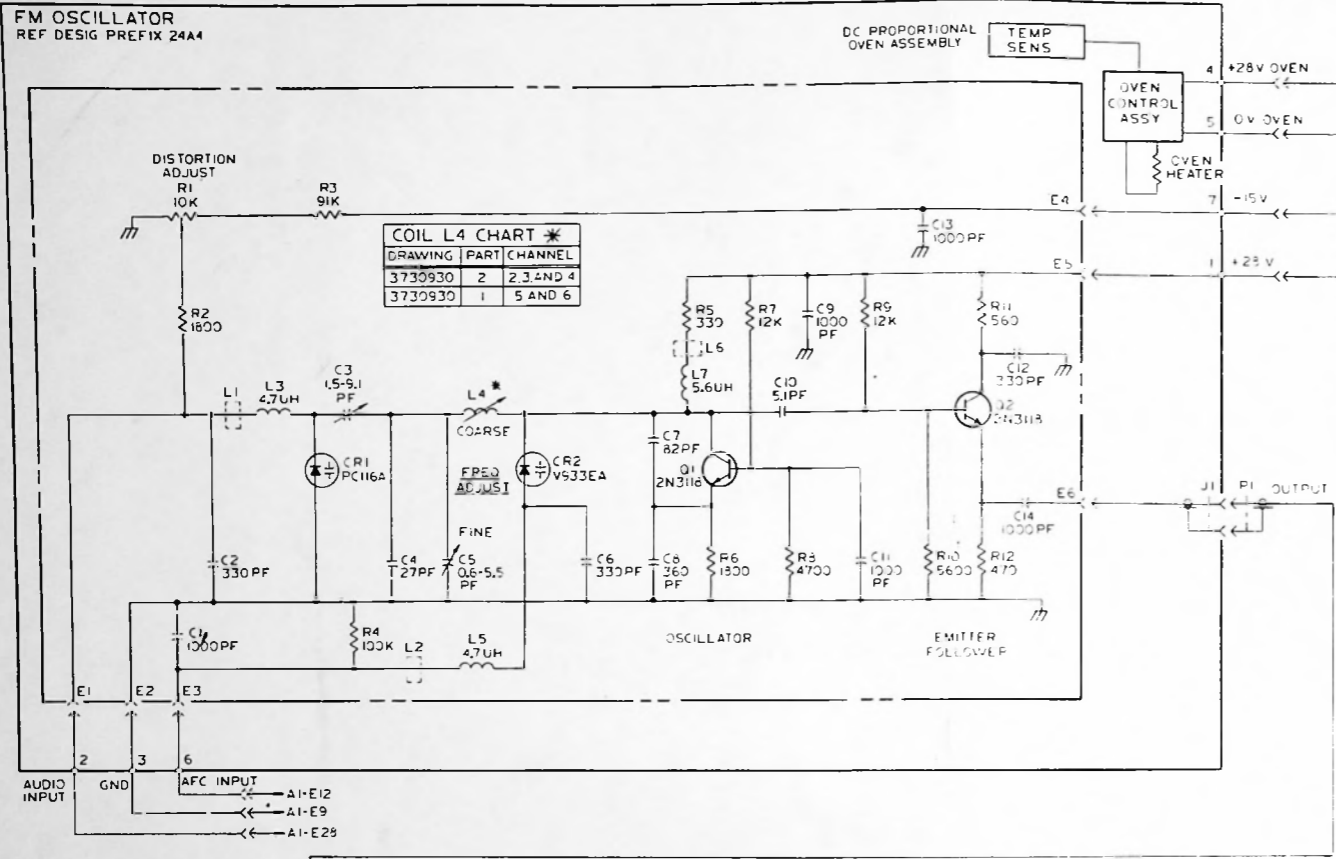 FM OSCILLATOR
REF DESIG PREFIX 24A4
DC PROPORTIONAL
OVEN ASSEMBLY
TEMP
SENS
OVEN
CONTROL
ASSY
4 +28V OVEN
5 0V OVEN
OVEN
HEATER
DISTORTION
ADJUST
R1
10K
R3
91K
E4
7 -15V
C13
1000PF
COIL L4 CHART *
DRAWING PART CHANNEL
3730930 2 2,3,AND 4
3730930 1 5 AND 6
E5
1 +28V
R2
1800
R5
330
R7
12K
C9
1000
PF
R9
12K
R11
560
L6
L7
5.6UH
C12
330PF
L1
L3
4.7UH
C3
1.5-9.1
PF
L4 *
COARSE
C10
5.1PF
Q2
2N3118
CR1
PC116A
FREQ
ADJUST
CR2
V933EA
C7
82PF
Q1
2N3118
E6
J1
P1
OUTPUT
C14
1000PF
FINE
C2
330PF
C4
27PF
C5
0.6-5.5
PF
C6
330PF
C8
360
PF
R6
1800
R8
4700
C11
1000
PF
R10
5600
R12
470
C1
1000PF
R4
100K
L2
L5
4.7UH
OSCILLATOR
EMITTER
FOLLOWER
E1
E2
E3
2
3
6
AUDIO
INPUT
GND
AFC INPUT
A1-E12
A1-E9
A1-E28